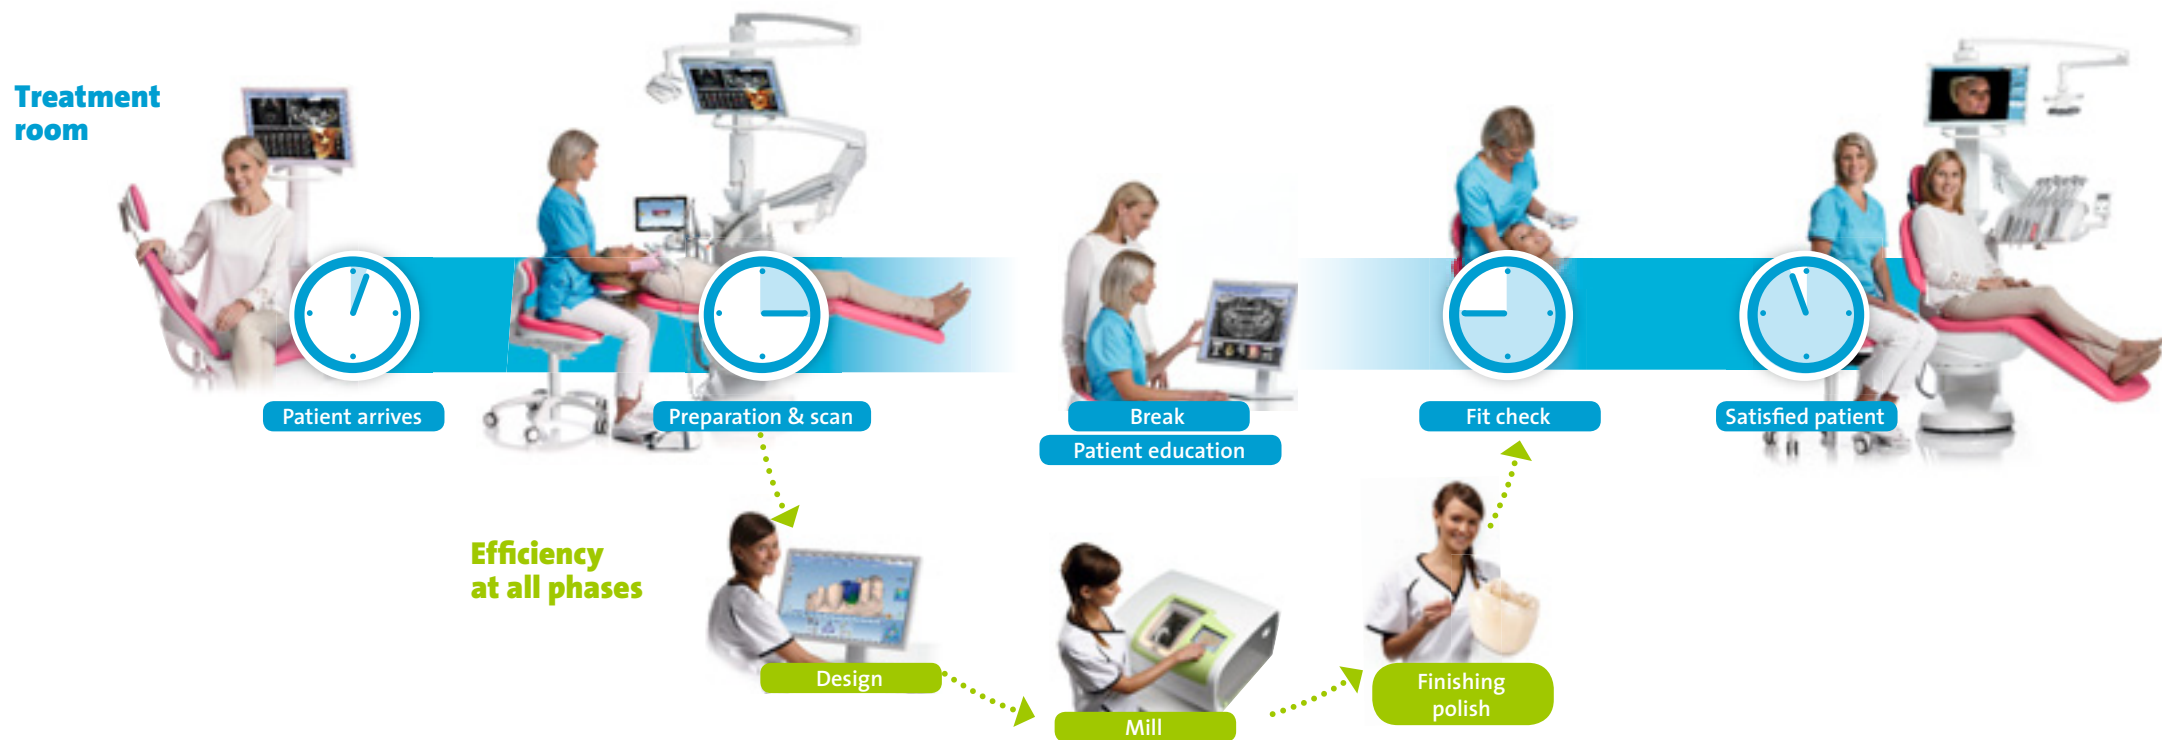 Treatment
room
Patient arrives
Preparation & scan
Break
Patient education
Fit check
Satisfied patient
Efficiency
at all phases
Design
Mill
Finishing
polish